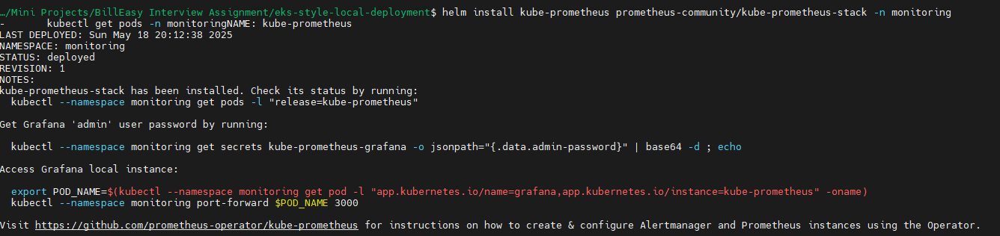 …/Mini Projects/BillEasy Interview Assignment/eks-style-local-deployment$ helm install kube-prometheus prometheus-community/kube-prometheus-stack -n monitoring
-       kubectl get pods -n monitoringNAME: kube-prometheus
LAST DEPLOYED: Sun May 18 20:12:38 2025
NAMESPACE: monitoring
STATUS: deployed
REVISION: 1
NOTES:
kube-prometheus-stack has been installed. Check its status by running:
  kubectl --namespace monitoring get pods -l "release=kube-prometheus"
Get Grafana 'admin' user password by running:
  kubectl --namespace monitoring get secrets kube-prometheus-grafana -o jsonpath="{.data.admin-password}" | base64 -d ; echo
Access Grafana local instance:
  export POD_NAME=$(kubectl --namespace monitoring get pod -l "app.kubernetes.io/name=grafana,app.kubernetes.io/instance=kube-prometheus" -oname)
  kubectl --namespace monitoring port-forward $POD_NAME 3000
Visit https://github.com/prometheus-operator/kube-prometheus for instructions on how to create & configure Alertmanager and Prometheus instances using the Operator.